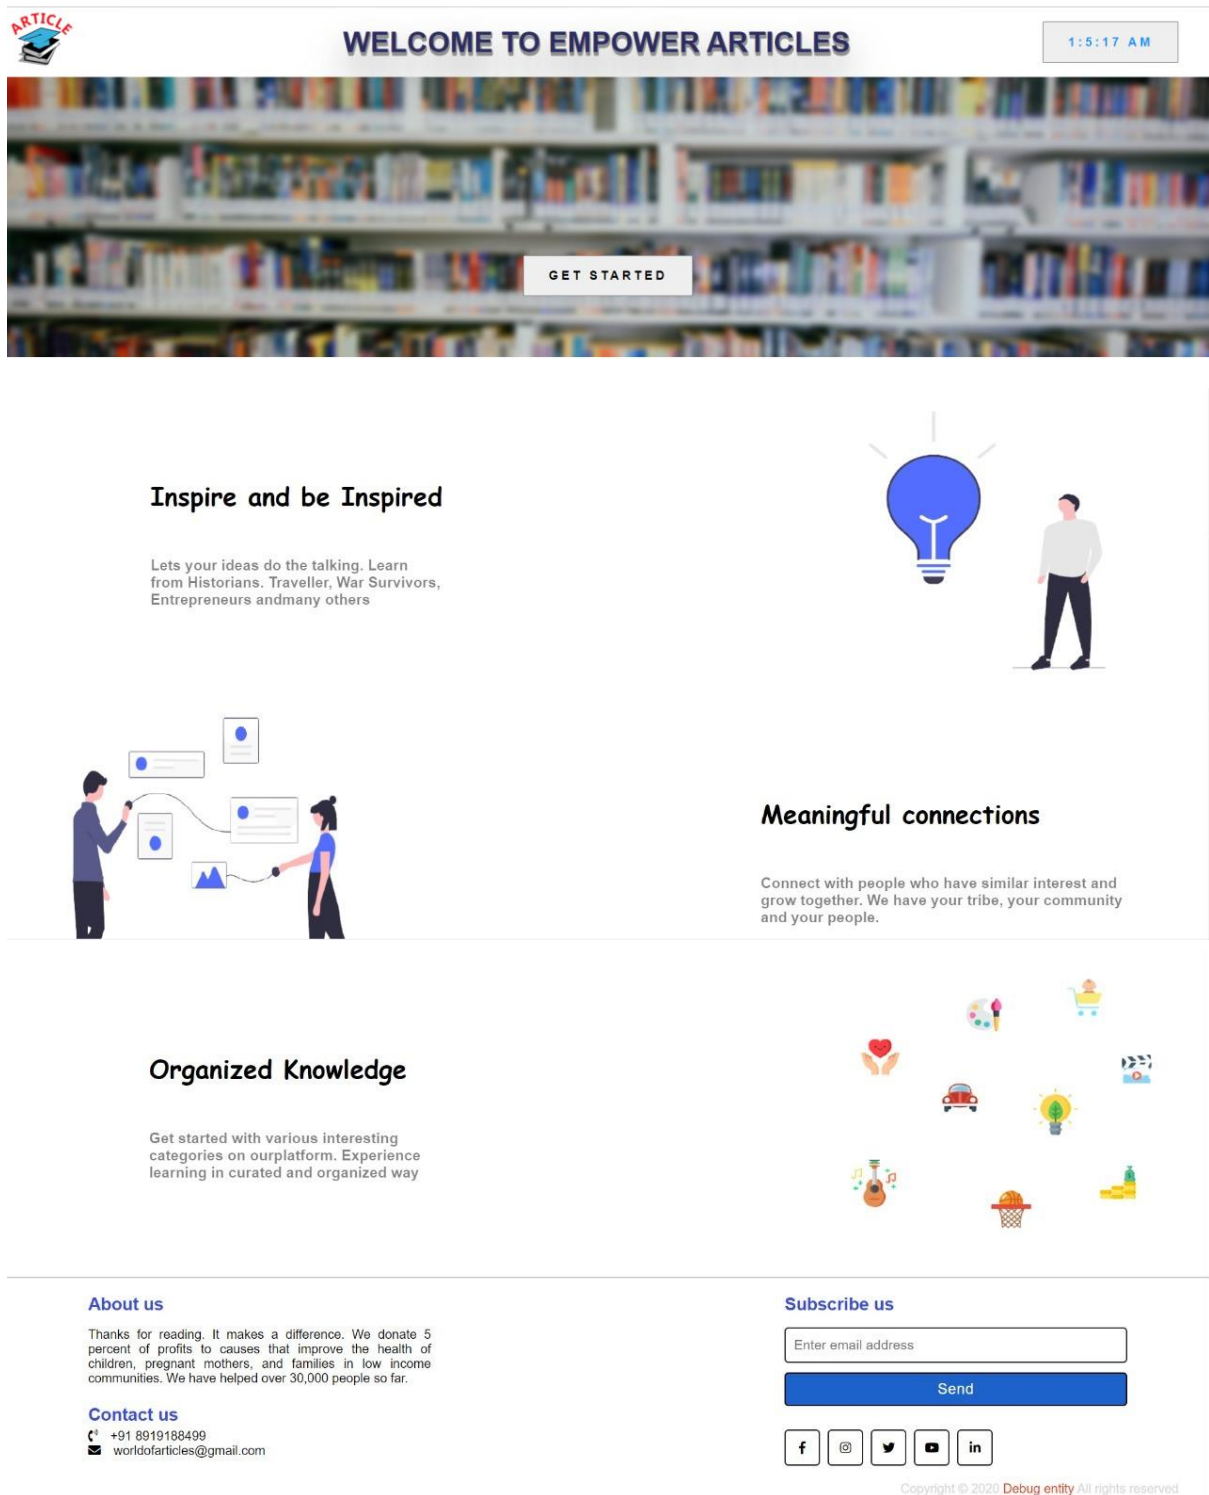 ARTICLE
WELCOME TO EMPOWER ARTICLES
1:5:17 AM
GET STARTED
Inspire and be Inspired
Lets your ideas do the talking. Learn
from Historians. Traveller, War Survivors,
Entrepreneurs andmany others
Meaningful connections
Connect with people who have similar interest and
grow together. We have your tribe, your community
and your people.
Organized Knowledge
Get started with various interesting
categories on ourplatform. Experience
learning in curated and organized way
About us
Thanks for reading. It makes a difference. We donate 5
percent of profits to causes that improve the health of
children, pregnant mothers, and families in low income
communities. We have helped over 30,000 people so far.
Contact us
+91 8919188499
worldofarticles@gmail.com
Subscribe us
Enter email address
Send
Copyright © 2020 Debug entity All rights reserved